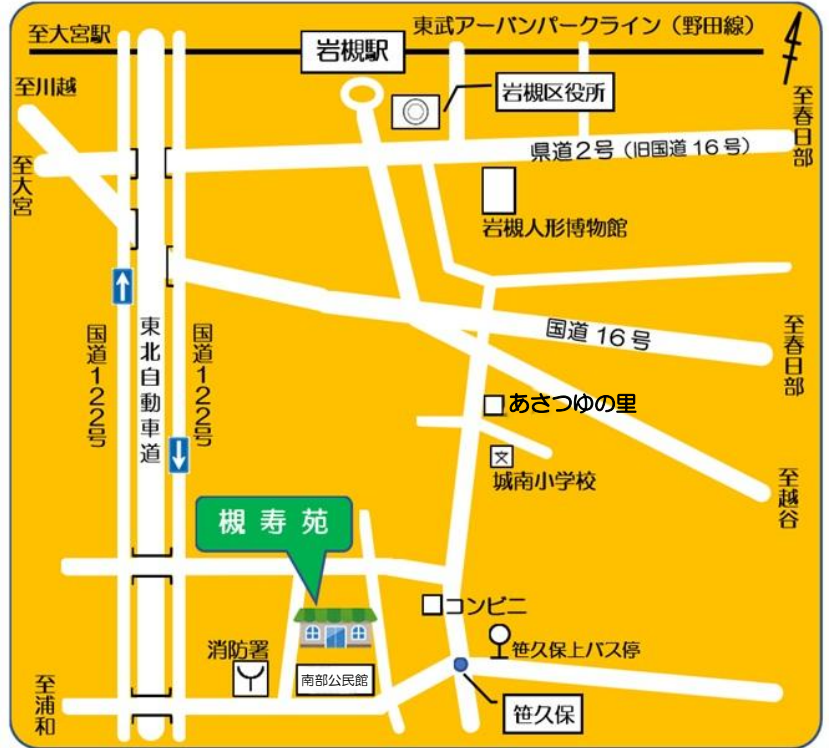 至大宮駅
東武アーバンパークライン（野田線）
岩槻駅
至川越
岩槻区役所
至春日部
県道２号（旧国道16号）
至大宮
岩槻人形博物館
国道122号
東北自動車道
国道122号
国道16号
至春日部
あさつゆの里
文
城南小学校
至越谷
槻寿苑
コンビニ
笹久保上バス停
消防署
南部公民館
至浦和
笹久保